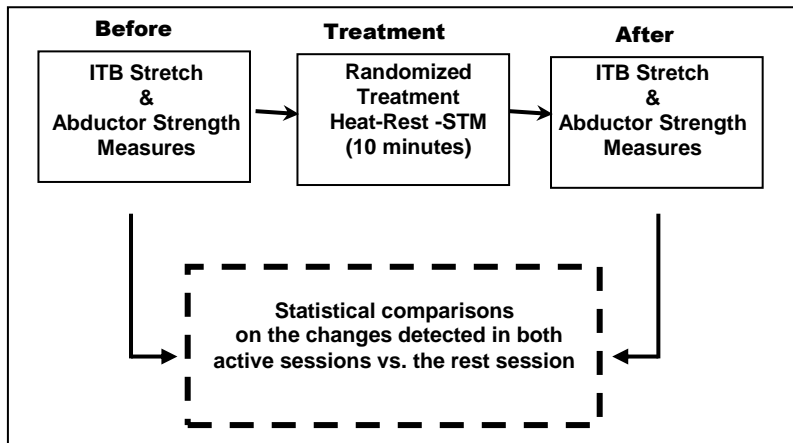 Before
Treatment
After
ITB Stretch
&
Abductor Strength
Measures
Randomized
Treatment
Heat-Rest -STM
(10 minutes)
ITB Stretch
&
Abductor Strength
Measures
Statistical comparisons
on the changes detected in both
active sessions vs. the rest session